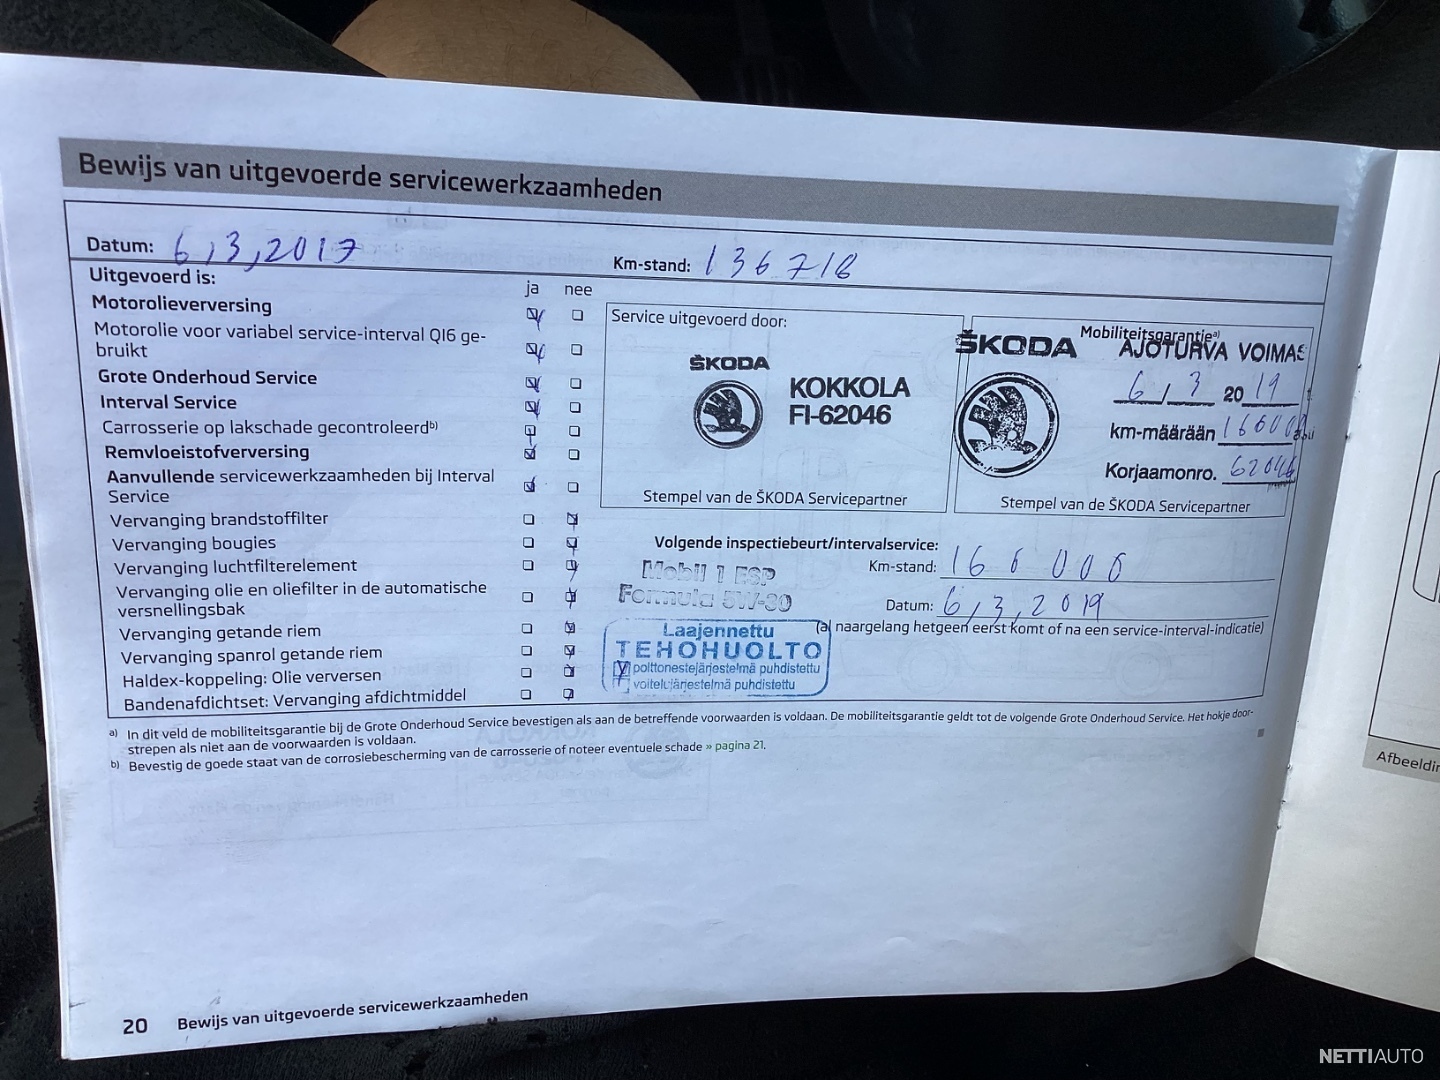 Bewijs van uitgevoerde servicewerkzaamheden
Datum: 6,3,2017
Km-stand: 136718
Uitgevoerd is:
ja nee
Motorolieverversing
Motorolie voor variabel service-interval QI6 ge-
bruikt
Grote Onderhoud Service
Interval Service
Carrosserie op lakschade gecontroleerd b)
Remvloeistofverversing
Aanvullende servicewerkzaamheden bij Interval
Service
Vervanging brandstoffilter
Vervanging bougies
Vervanging luchtfilterelement
Vervanging olie en oliefilter in de automatische
versnellingsbak
Vervanging getande riem
Vervanging spanrol getande riem
Haldex-koppeling: Olie verversen
Bandenafdichtset: Vervanging afdichtmiddel
Service uitgevoerd door:
ŠKODA
KOKKOLA
FI-62046
Stempel van de ŠKODA Servicepartner
Mobiliteitsgarantie a)
ŠKODA AJOTURVA VOIMAS
6 / 3 20 19
km-määrään 16600
Korjaamonro. 62046
Stempel van de ŠKODA Servicepartner
Volgende inspectiebeurt/intervalservice:
Km-stand: 166 000
Datum: 6,3,2019
(al naargelang hetgeen eerst komt of na een service-interval-indicatie)
Mobil 1 ESP
Formula 5W-30
Laajennettu
TEHOHUOLTO
polttonestejärjestelmä puhdistettu
voitelujärjestelmä puhdistettu
a) In dit veld de mobiliteitsgarantie bij de Grote Onderhoud Service bevestigen als aan de betreffende voorwaarden is voldaan. De mobiliteitsgarantie geldt tot de volgende Grote Onderhoud Service. Het hokje door-
strepen als niet aan de voorwaarden is voldaan.
b) Bevestig de goede staat van de corrosiebescherming van de carrosserie of noteer eventuele schade » pagina 21.
20 Bewijs van uitgevoerde servicewerkzaamheden
Afbeeldin
NETTIAUTO